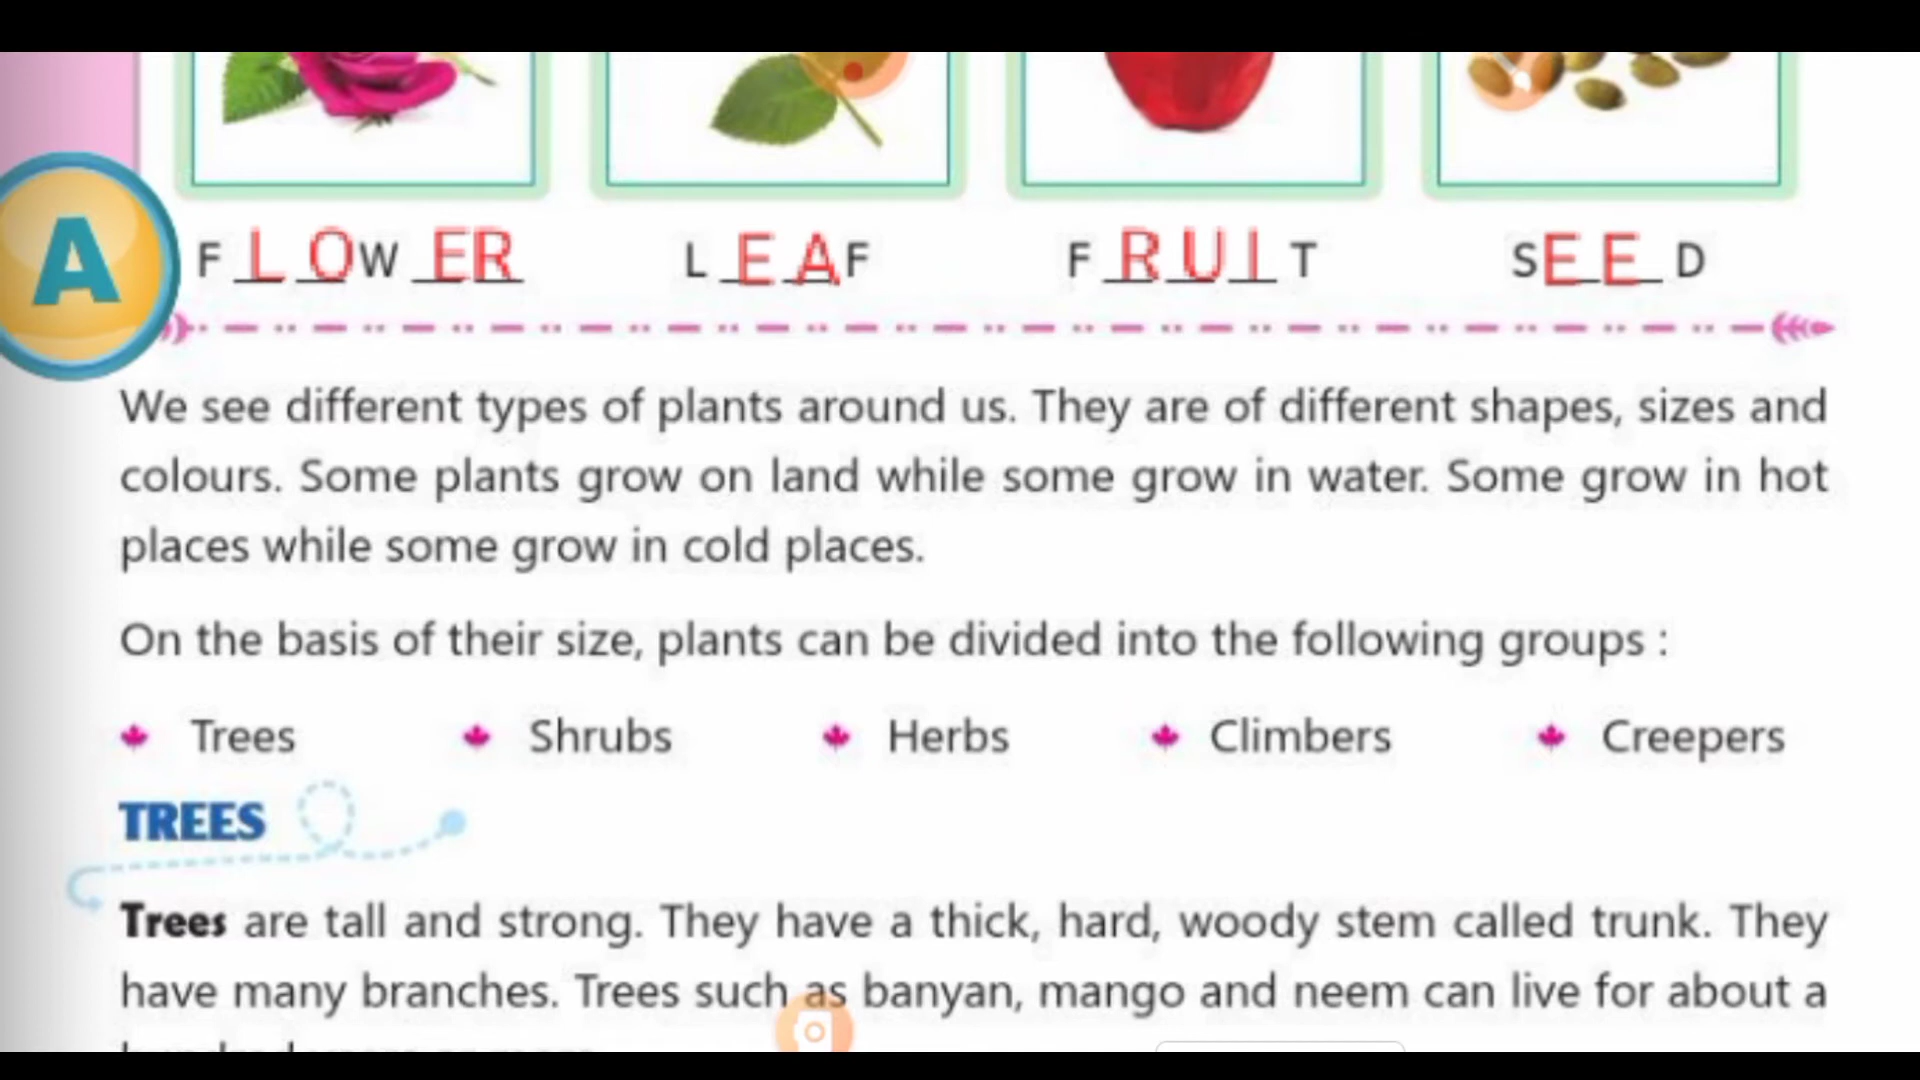 A
F L O W E R L E A F F R U I T S E E D
We see different types of plants around us. They are of different shapes, sizes and
colours. Some plants grow on land while some grow in water. Some grow in hot
places while some grow in cold places.
On the basis of their size, plants can be divided into the following groups :
Trees Shrubs Herbs Climbers Creepers
TREES
Trees are tall and strong. They have a thick, hard, woody stem called trunk. They
have many branches. Trees such as banyan, mango and neem can live for about a